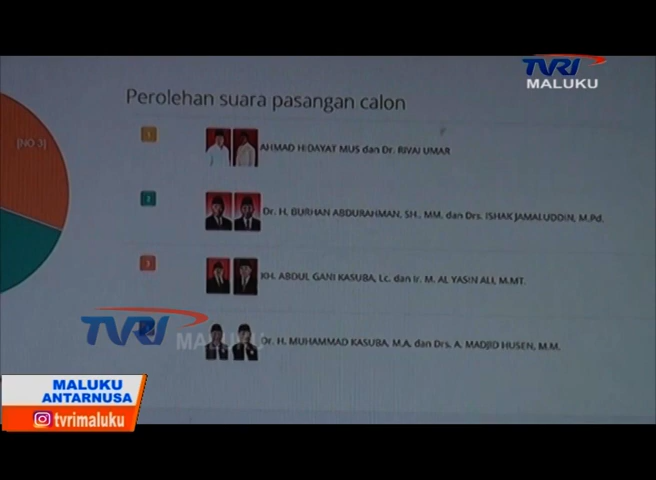 TVRI
MALUKU
Perolehan suara pasangan calon
[NO 3]
1
AHMAD HIDAYAT MUS dan Dr. RIVAI UMAR
2
Dr. H. BURHAN ABDURAHMAN, SH., MM. dan Drs. ISHAK JAMALUDDIN, M.Pd.
3
KH. ABDUL GANI KASUBA, Lc. dan Ir. M. AL YASIN ALI, M.MT.
TVRI MALUKU
Dr. H. MUHAMMAD KASUBA, M.A. dan Drs. A. MADJID HUSEN, M.M.
MALUKU
ANTARNUSA
tvrimaluku